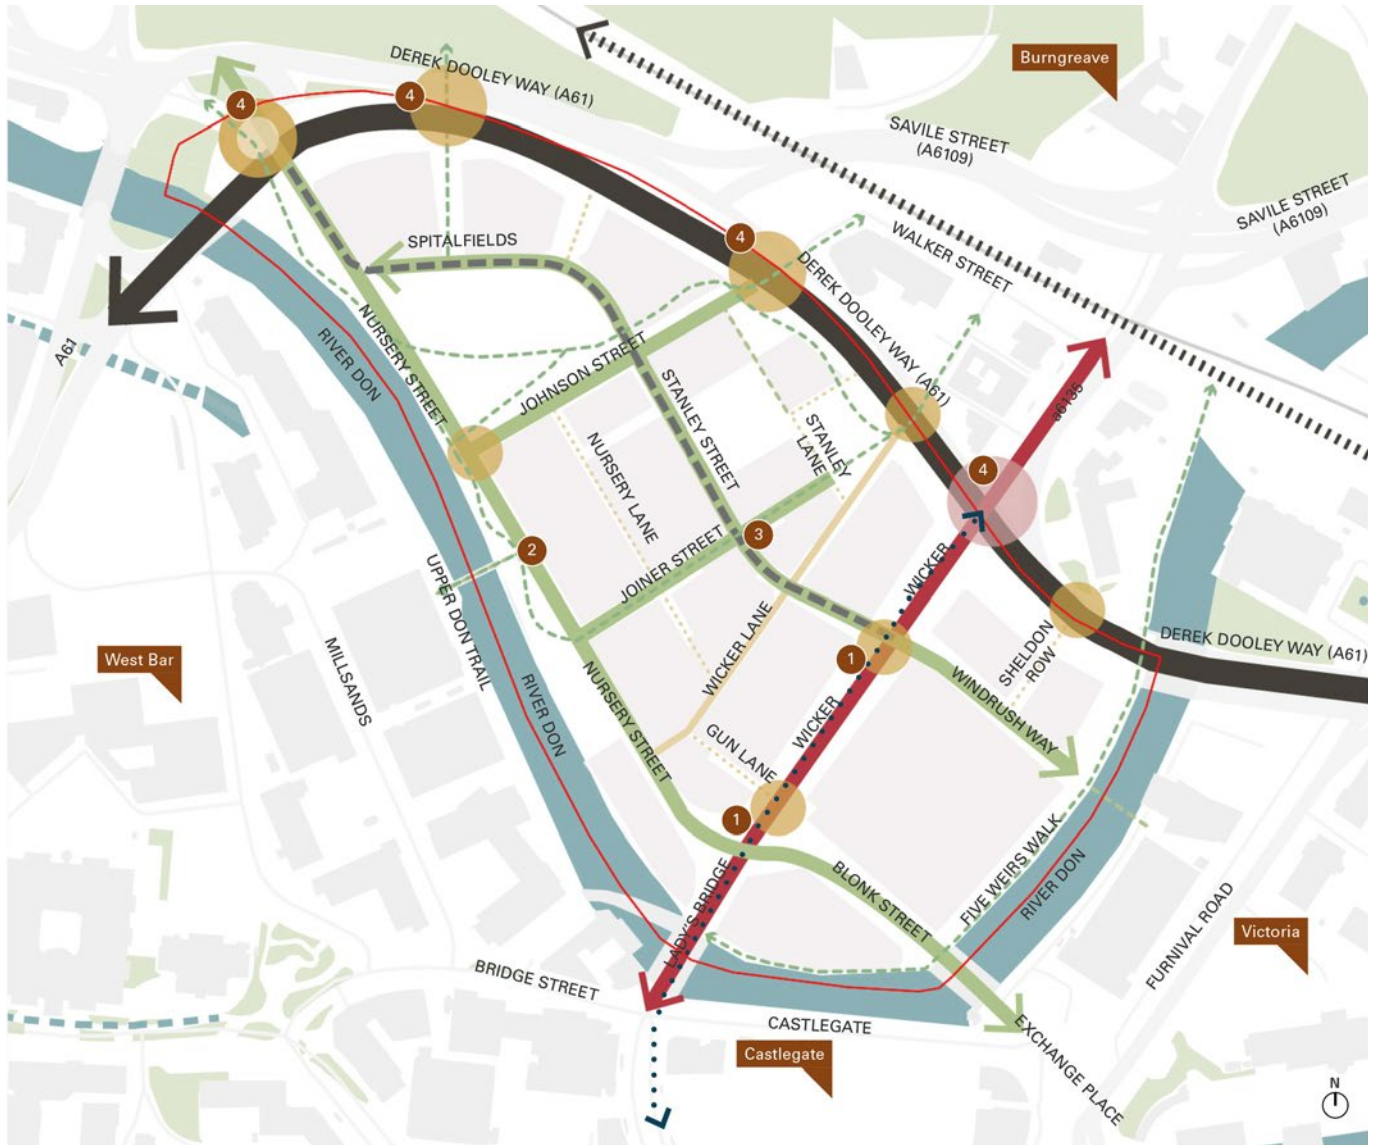 Burngreave
DEREK DOOLEY WAY (A61)
4
4
SAVILE STREET
(A6109)
SAVILE STREET
(A6109)
SPITALFIELDS
4
WALKER STREET
DEREK DOOLEY WAY (A61)
A61
RIVER DON
NURSERY STREET
JOHNSON STREET
STANLEY STREET
a6135
NURSERY LANE
STANLEY
LANE
4
2
3
JOINER STREET
WICKER
UPPER DON TRAIL
West Bar
MILLSANDS
WICKER LANE
1
SHELDON
ROW
DEREK DOOLEY WAY (A61)
RIVER DON
NURSERY STREET
WICKER
WINDRUSH WAY
GUN LANE
1
BLONK STREET
FIVE WEIRS WALK
RIVER DON
LADY'S BRIDGE
FURNIVAL ROAD
Victoria
BRIDGE STREET
CASTLEGATE
EXCHANGE PLACE
Castlegate
N